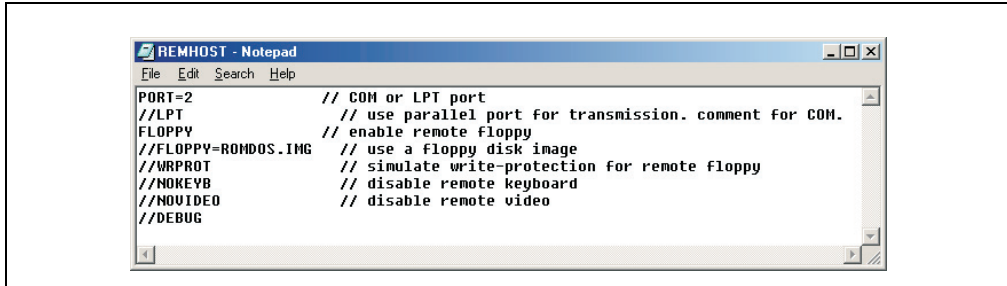 REMHOST - Notepad
File Edit Search Help
PORT=2 // COM or LPT port
//LPT // use parallel port for transmission. comment for COM.
FLOPPY // enable remote floppy
//FLOPPY=ROMDOS.IMG // use a floppy disk image
//WRPROT // simulate write-protection for remote floppy
//NOKEYB // disable remote keyboard
//NOVIDEO // disable remote video
//DEBUG